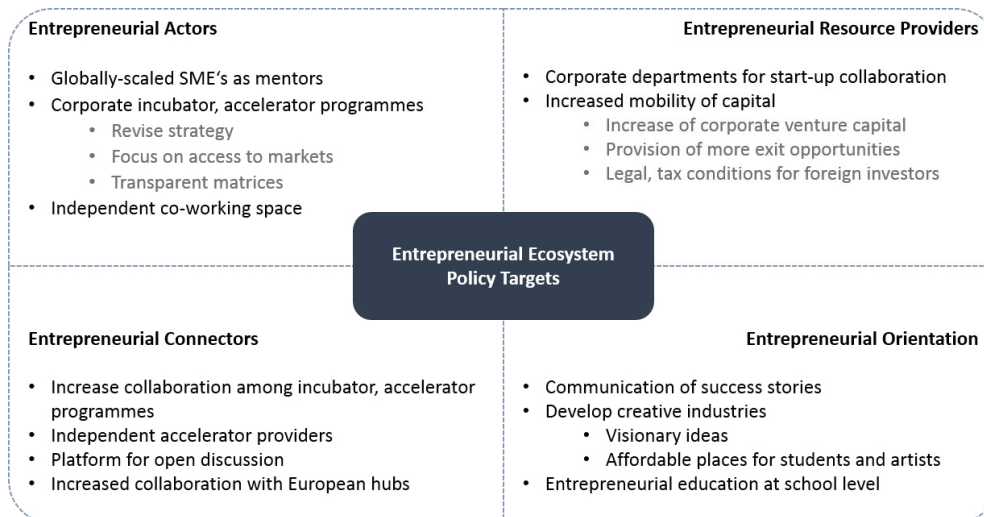 Entrepreneurial Actors
• Globally-scaled SME‘s as mentors
• Corporate incubator, accelerator programmes
• Revise strategy
• Focus on access to markets
• Transparent matrices
• Independent co-working space
Entrepreneurial Resource Providers
• Corporate departments for start-up collaboration
• Increased mobility of capital
• Increase of corporate venture capital
• Provision of more exit opportunities
• Legal, tax conditions for foreign investors
Entrepreneurial Ecosystem
Policy Targets
Entrepreneurial Connectors
• Increase collaboration among incubator, accelerator
programmes
• Independent accelerator providers
• Platform for open discussion
• Increased collaboration with European hubs
Entrepreneurial Orientation
• Communication of success stories
• Develop creative industries
• Visionary ideas
• Affordable places for students and artists
• Entrepreneurial education at school level